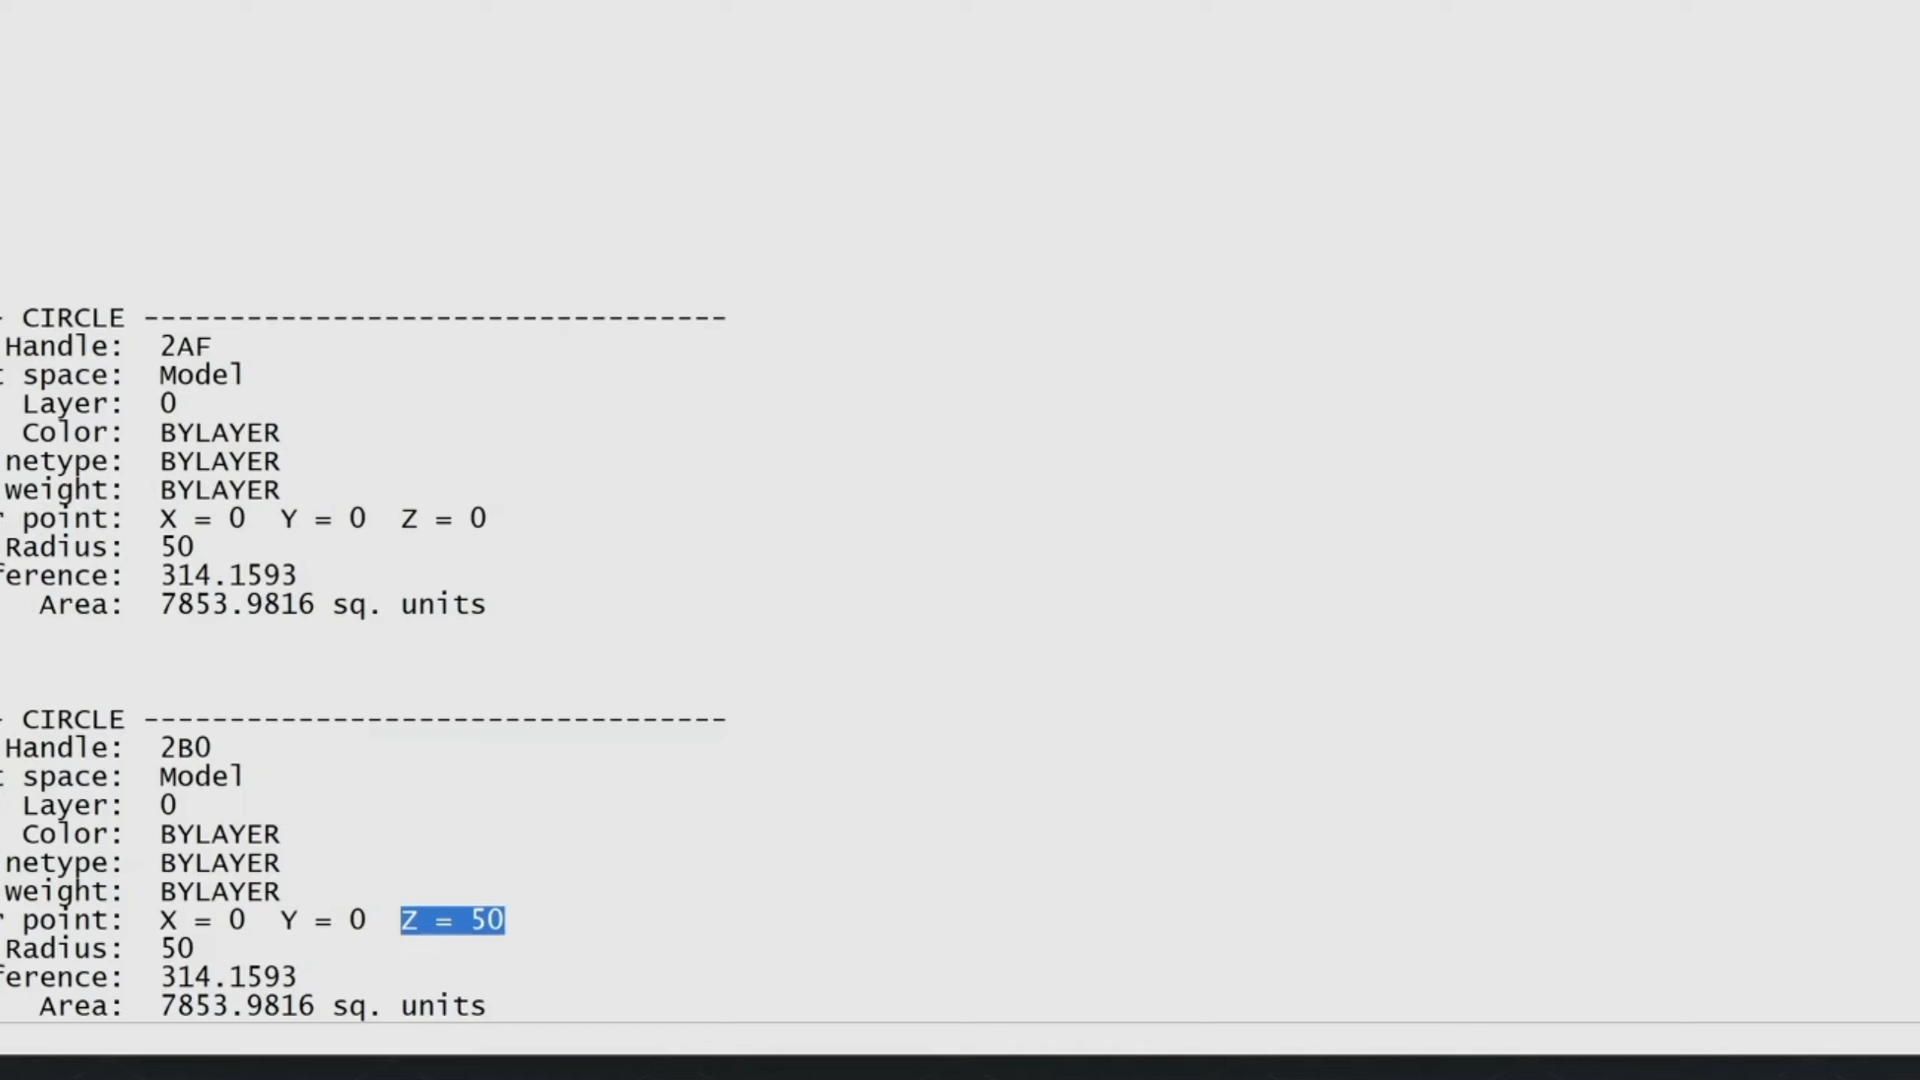 - CIRCLE ----------------------------------
Handle: 2AF
t space: Model
Layer: 0
Color: BYLAYER
netype: BYLAYER
weight: BYLAYER
r point: X = 0 Y = 0 Z = 0
Radius: 50
ference: 314.1593
Area: 7853.9816 sq. units
- CIRCLE ----------------------------------
Handle: 2B0
t space: Model
Layer: 0
Color: BYLAYER
netype: BYLAYER
weight: BYLAYER
r point: X = 0 Y = 0 Z = 50
Radius: 50
ference: 314.1593
Area: 7853.9816 sq. units